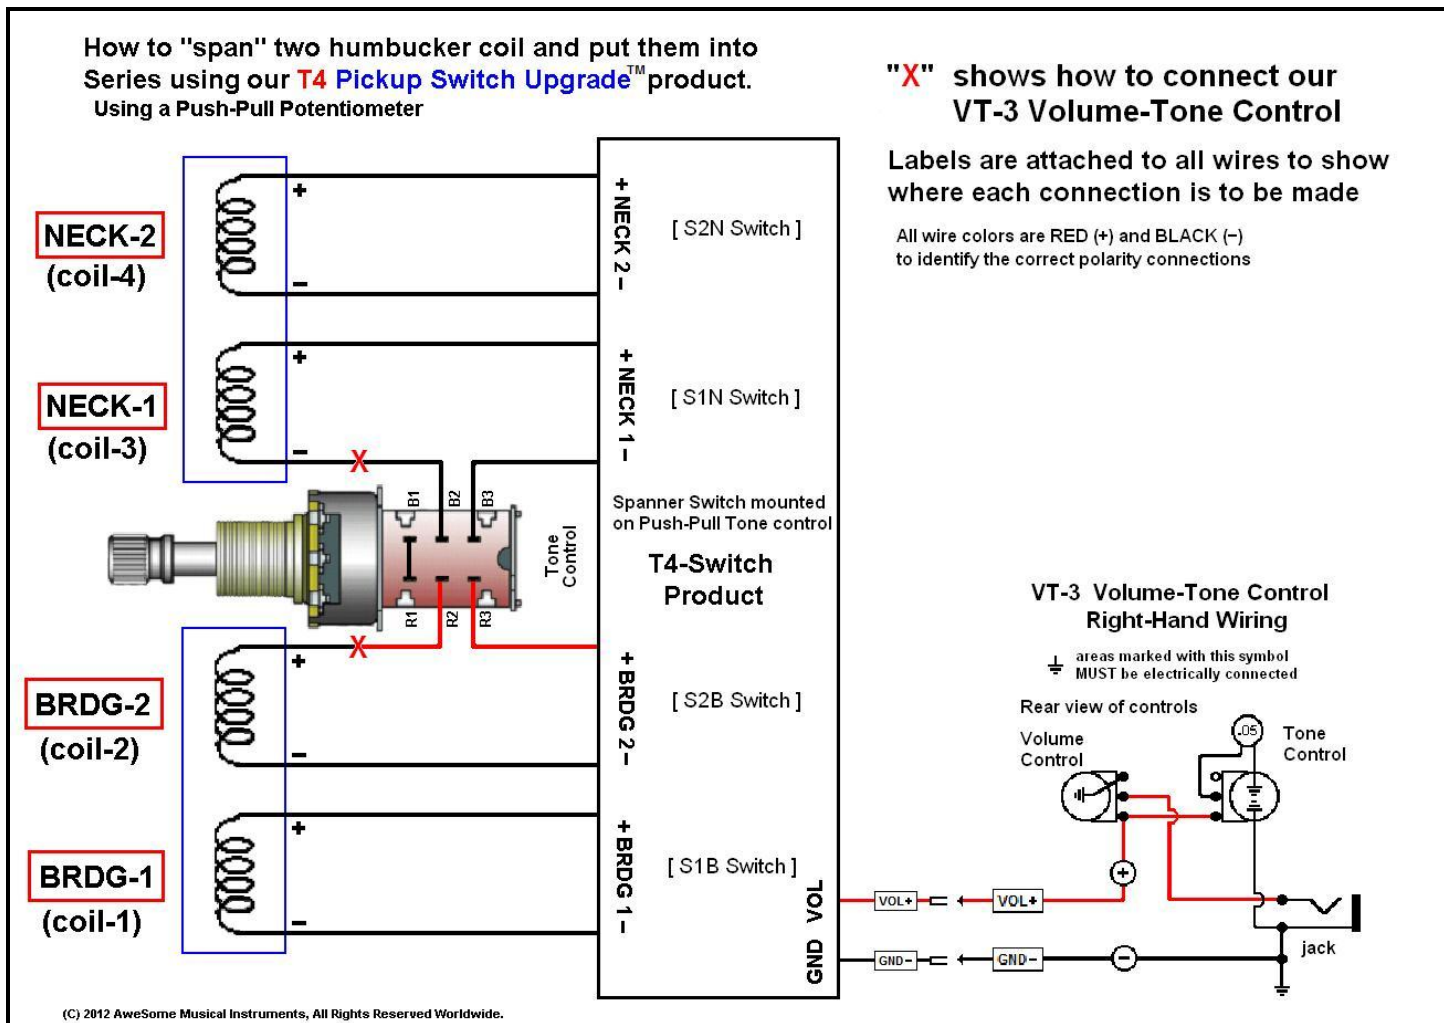 How to "span" two humbucker coil and put them into
Series using our T4 Pickup Switch Upgrade™ product.
Using a Push-Pull Potentiometer
"X" shows how to connect our
VT-3 Volume-Tone Control
Labels are attached to all wires to show
where each connection is to be made
All wire colors are RED (+) and BLACK (−)
to identify the correct polarity connections
NECK-2
(coil-4)
+
−
+ NECK 2 −
[ S2N Switch ]
NECK-1
(coil-3)
+
−
X
+ NECK 1 −
[ S1N Switch ]
B1
B2
B3
R1
R2
R3
Tone
Control
Spanner Switch mounted
on Push-Pull Tone control
T4-Switch
Product
BRDG-2
(coil-2)
X
+
−
+ BRDG 2 −
[ S2B Switch ]
BRDG-1
(coil-1)
+
−
+ BRDG 1 −
[ S1B Switch ]
VOL
GND
VOL+
VOL+
+
GND−
GND−
−
VT-3 Volume-Tone Control
Right-Hand Wiring
areas marked with this symbol
MUST be electrically connected
Rear view of controls
Volume
Control
.05
Tone
Control
jack
(C) 2012 AweSome Musical Instruments, All Rights Reserved Worldwide.